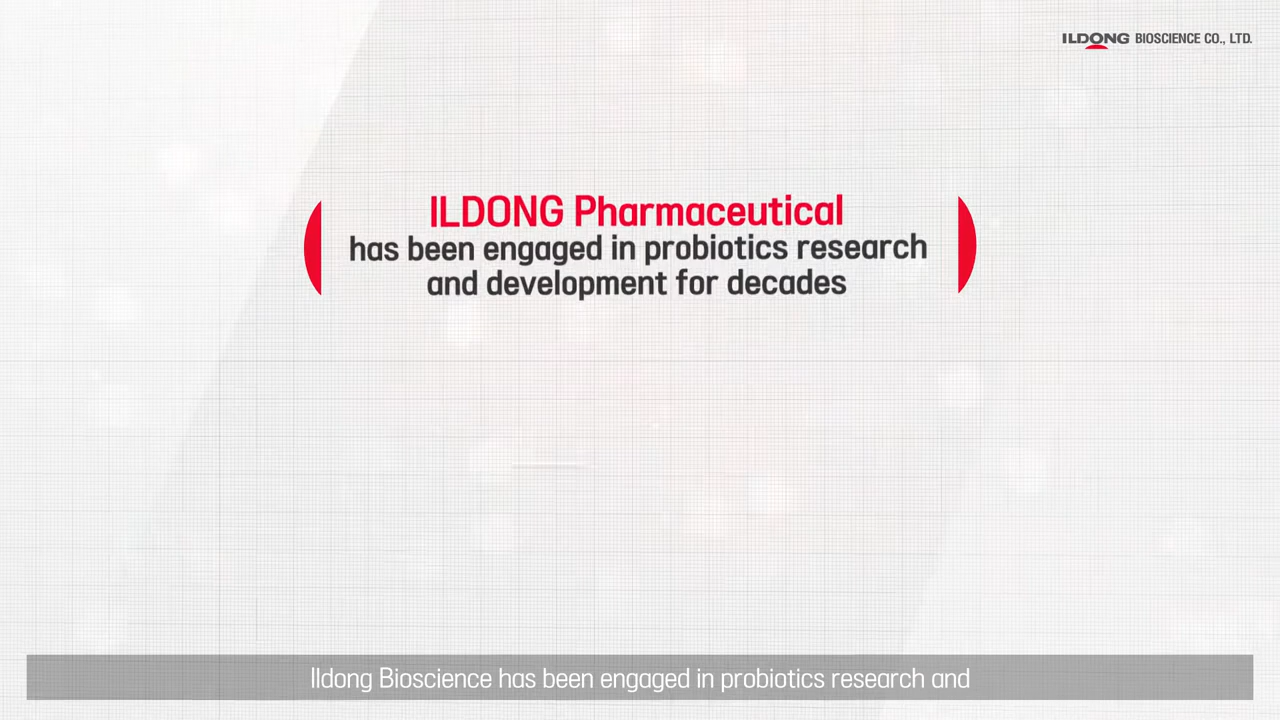 ILDONG BIOSCIENCE CO., LTD.
ILDONG Pharmaceutical
has been engaged in probiotics research
and development for decades
Ildong Bioscience has been engaged in probiotics research and